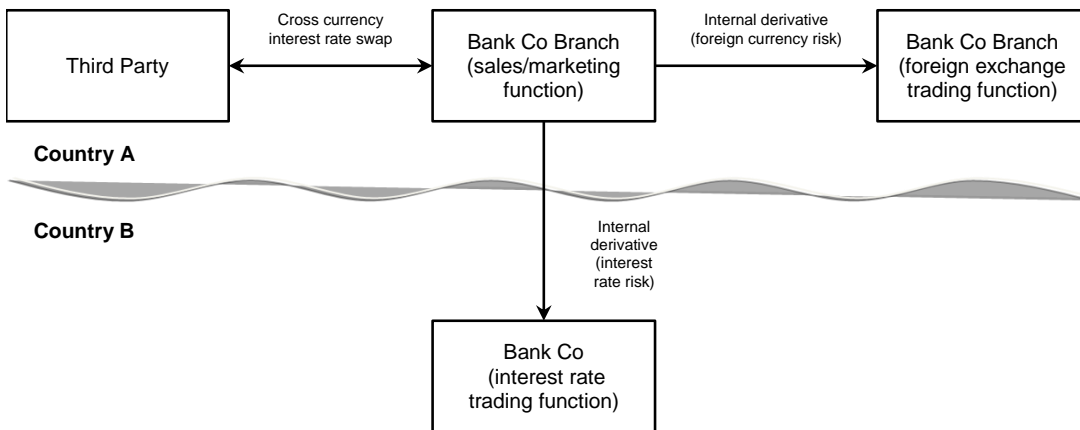 Third Party
Cross currency
interest rate swap
Bank Co Branch
(sales/marketing
function)
Internal derivative
(foreign currency risk)
Bank Co Branch
(foreign exchange
trading function)
Country A
Country B
Internal
derivative
(interest
rate risk)
Bank Co
(interest rate
trading function)